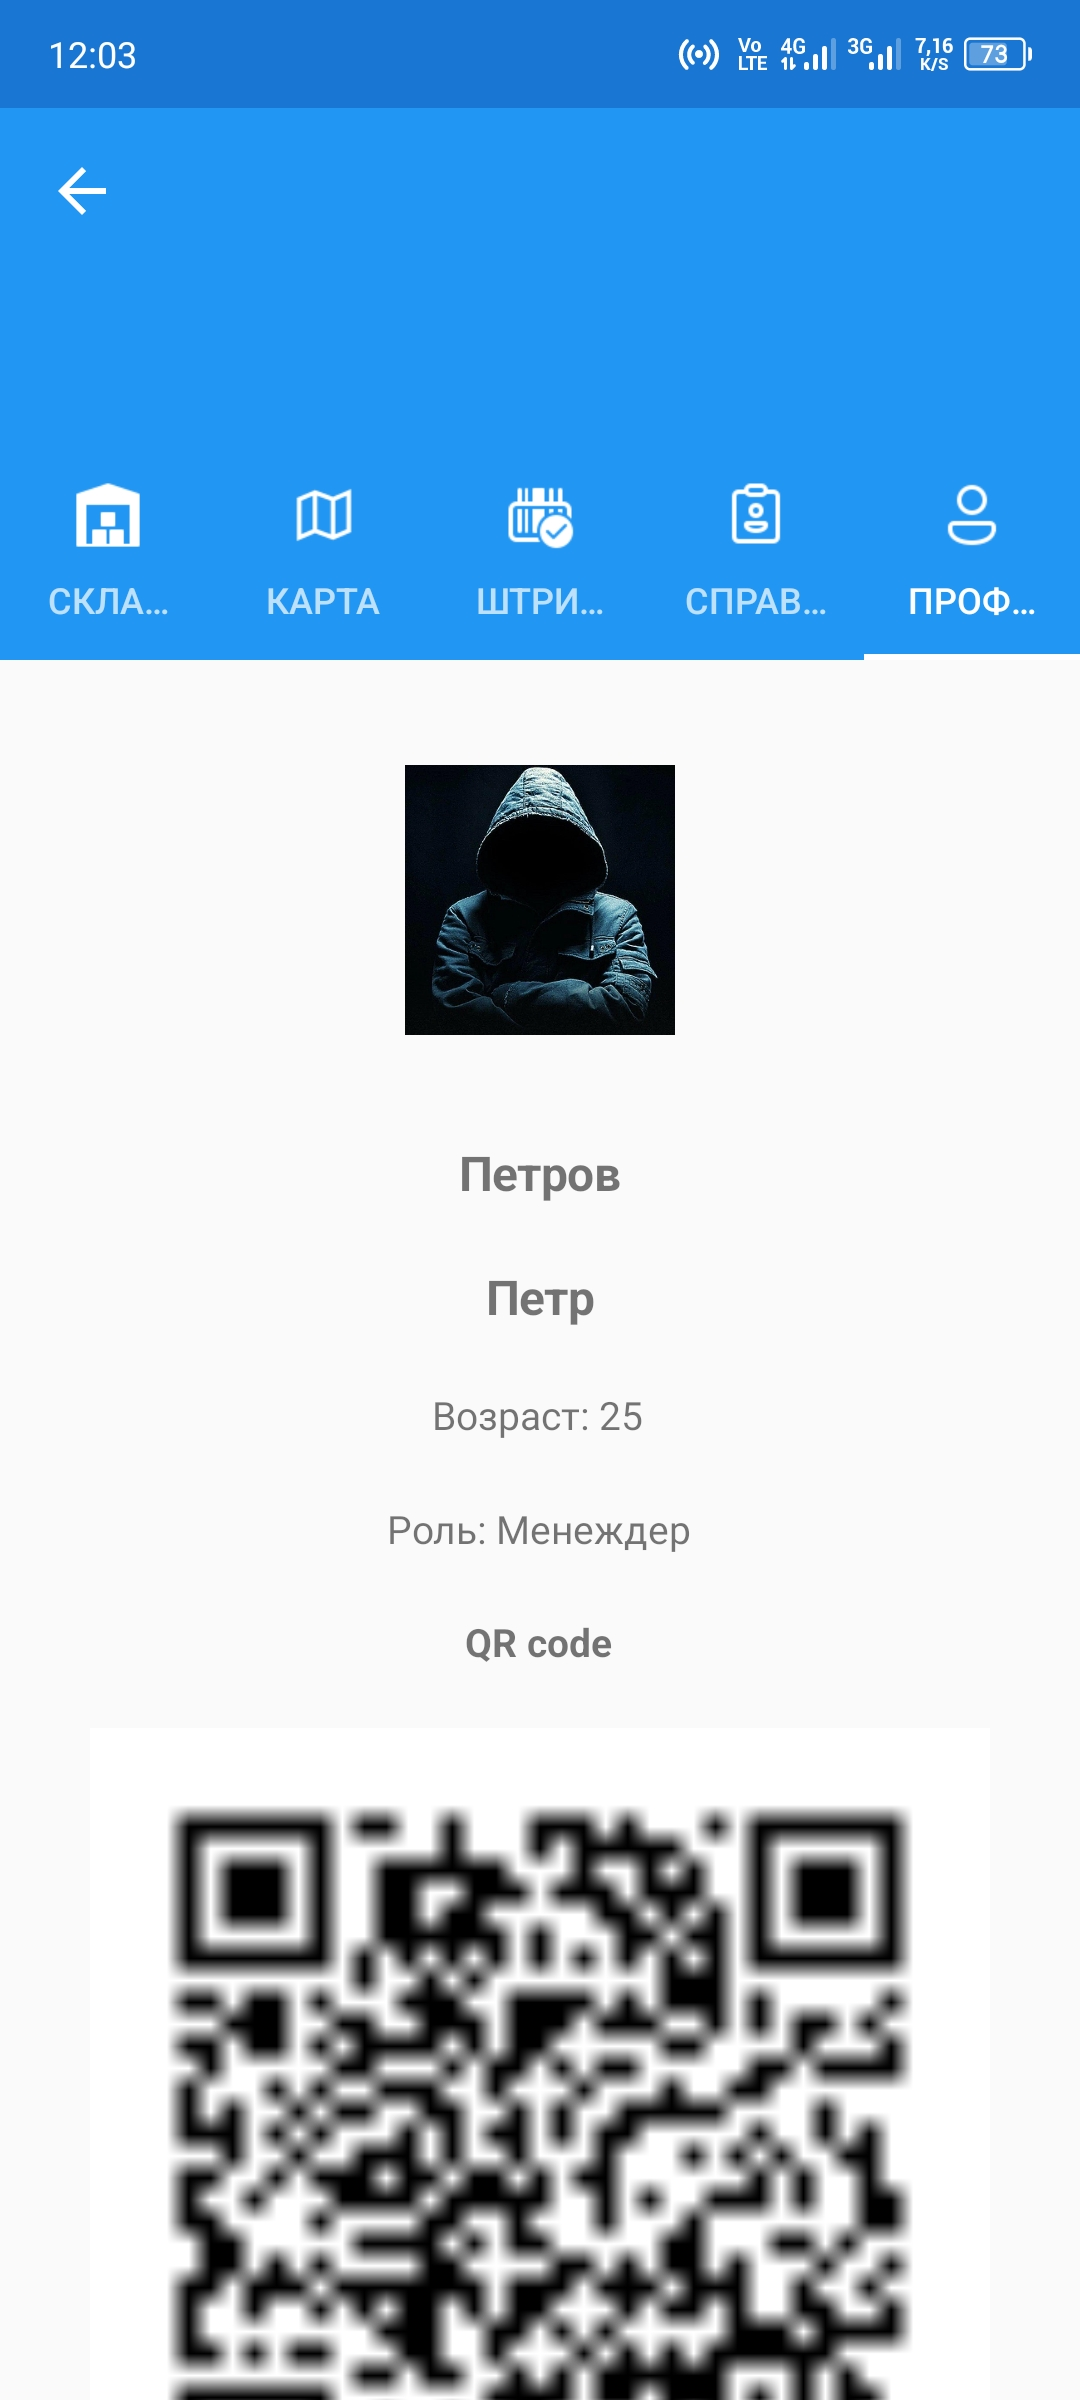 12:03
Vo LTE 4G 3G 7,16 K/S 73
СКЛА... КАРТА ШТРИ... СПРАВ... ПРОФ...
Петров
Петр
Возраст: 25
Роль: Менеждер
QR code